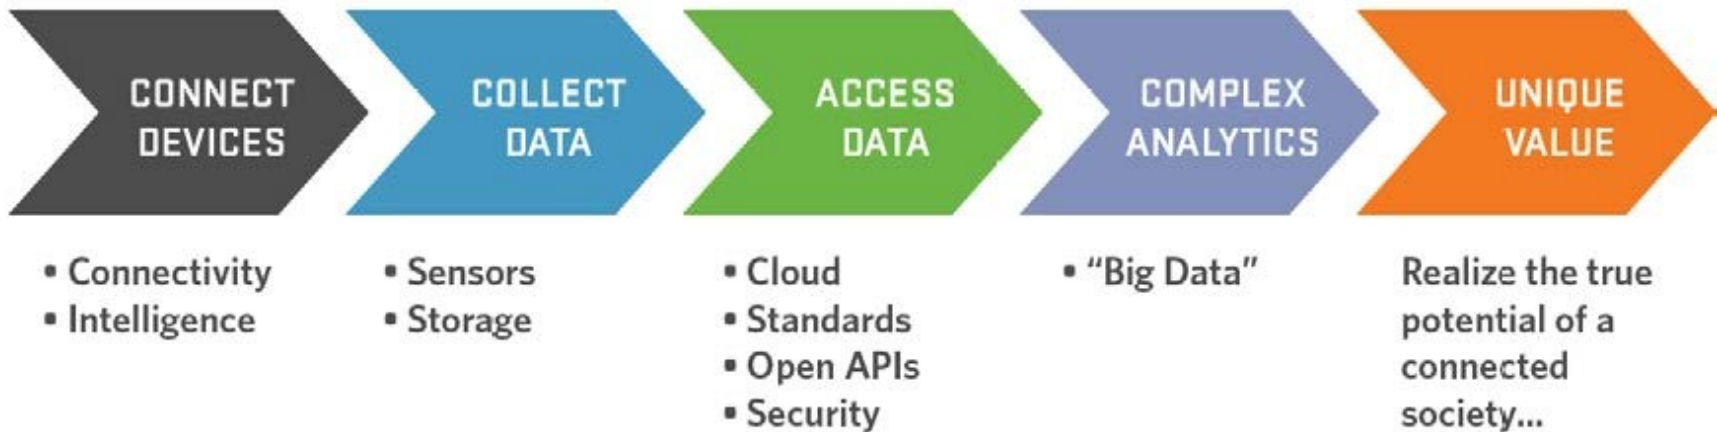 CONNECT
DEVICES
COLLECT
DATA
ACCESS
DATA
COMPLEX
ANALYTICS
UNIQUE
VALUE
▪ Connectivity
▪ Intelligence
▪ Sensors
▪ Storage
▪ Cloud
▪ Standards
▪ Open APIs
▪ Security
▪ “Big Data”
Realize the true
potential of a
connected
society...